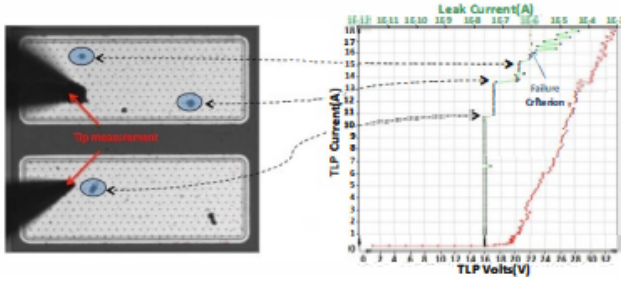 Leak Current(A)
1E-12 1E-11 1E-10 1E-9 1E-8 1E-7 1E-6 1E-5 1E-4
Tip measurement
TLP Current(A)
18
17
16
15
14
13
12
11
10
9
8
7
6
5
4
3
2
1
0
Failure
Criterion
0 2 4 6 8 10 12 14 16 18 20 22 24 26 28 30 32
TLP Volts(V)